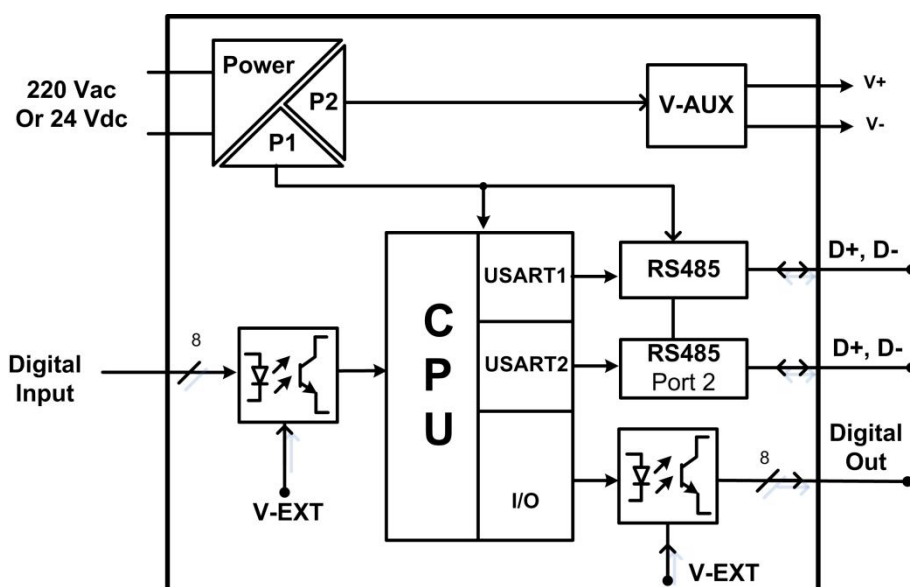 220 Vac
Or 24 Vdc
Power
P2
P1
V-AUX
V+
V-
USART1
RS485
D+, D-
C
P
U
8
Digital
Input
USART2
RS485
Port 2
D+, D-
V-EXT
I/O
8
Digital
Out
V-EXT